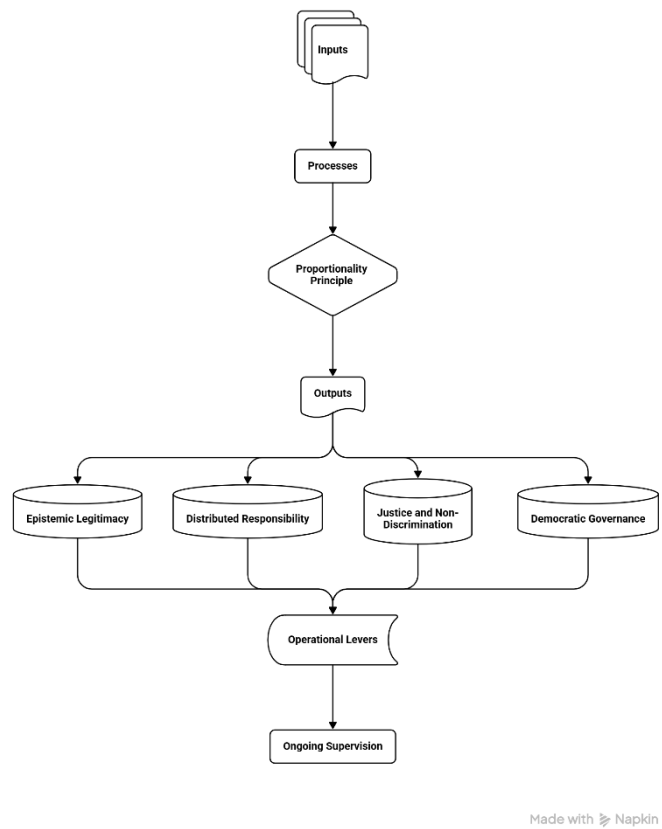 Inputs
Processes
Proportionality
Principle
Outputs
Epistemic Legitimacy
Distributed Responsibility
Justice and Non-
Discrimination
Democratic Governance
Operational Levers
Ongoing Supervision
Made with Napkin